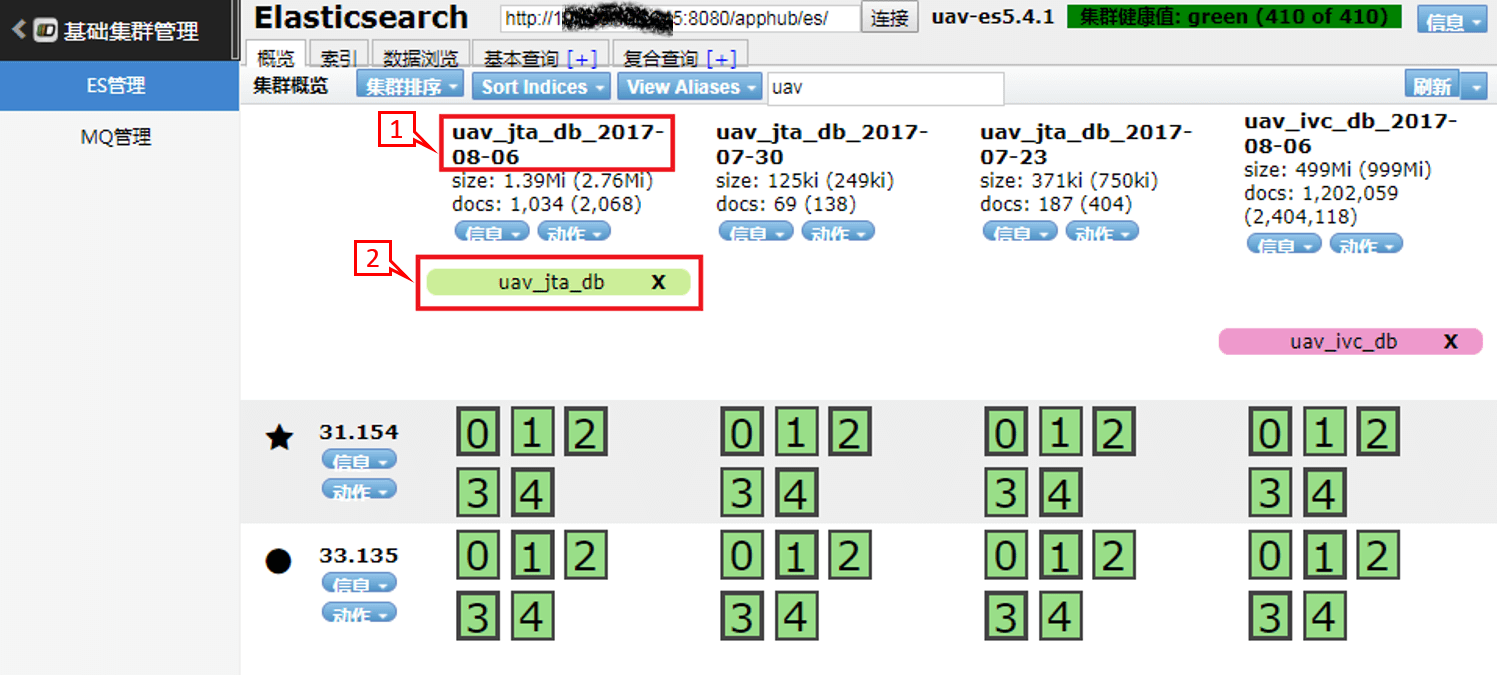 基础集群管理
ES管理
MQ管理
Elasticsearch
http://1 5:8080/apphub/es/
连接
uav-es5.4.1
集群健康值: green (410 of 410)
信息
概览
索引
数据浏览
基本查询 [+]
复合查询 [+]
集群概览
集群排序
Sort Indices
View Aliases
uav
刷新
1
uav_jta_db_2017-
08-06
size: 1.39Mi (2.76Mi)
docs: 1,034 (2,068)
信息 动作
uav_jta_db_2017-
07-30
size: 125ki (249ki)
docs: 69 (138)
信息 动作
uav_jta_db_2017-
07-23
size: 371ki (750ki)
docs: 187 (404)
信息 动作
uav_ivc_db_2017-
08-06
size: 499Mi (999Mi)
docs: 1,202,059
(2,404,118)
信息 动作
2
uav_jta_db X
uav_ivc_db X
31.154
信息
动作
0 1 2 0 1 2 0 1 2 0 1 2
3 4 3 4 3 4 3 4
33.135
信息
动作
0 1 2 0 1 2 0 1 2 0 1 2
3 4 3 4 3 4 3 4